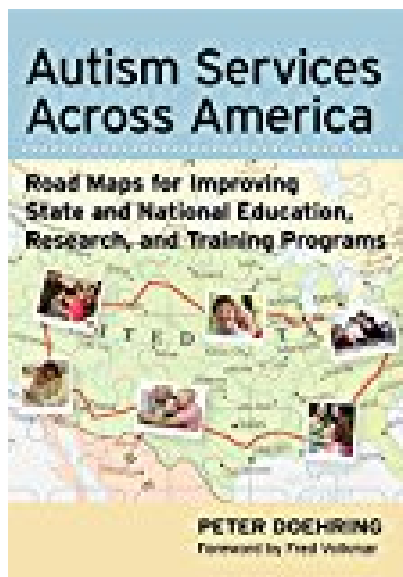 Autism Services
Across America
Road Maps for Improving
State and National Education,
Research, and Training Programs
ITED
PETER DOEHRING
Foreword by Fred Volkmar